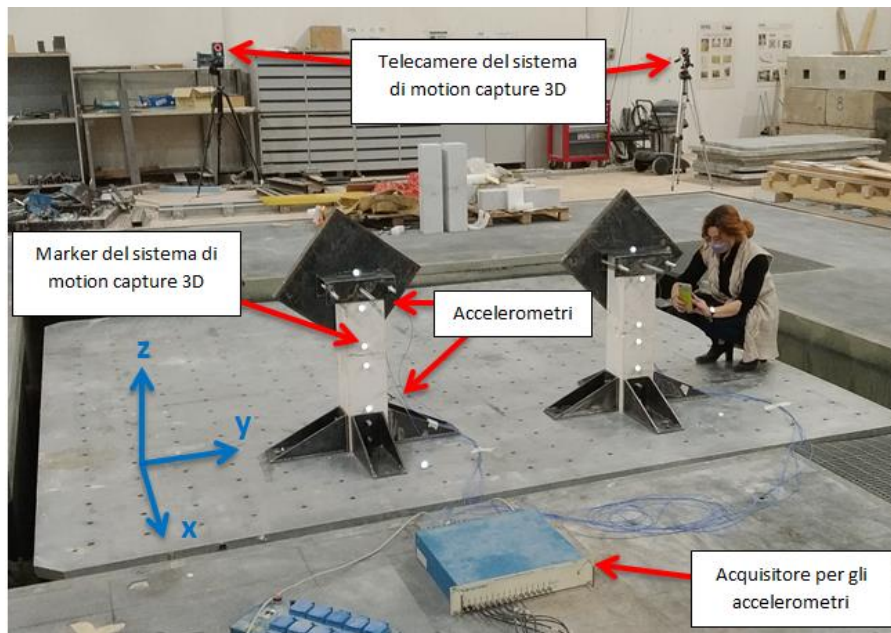 Telecamere del sistema
di motion capture 3D
Marker del sistema di
motion capture 3D
Accelerometri
z
y
x
8
Acquisitore per gli
accelerometri